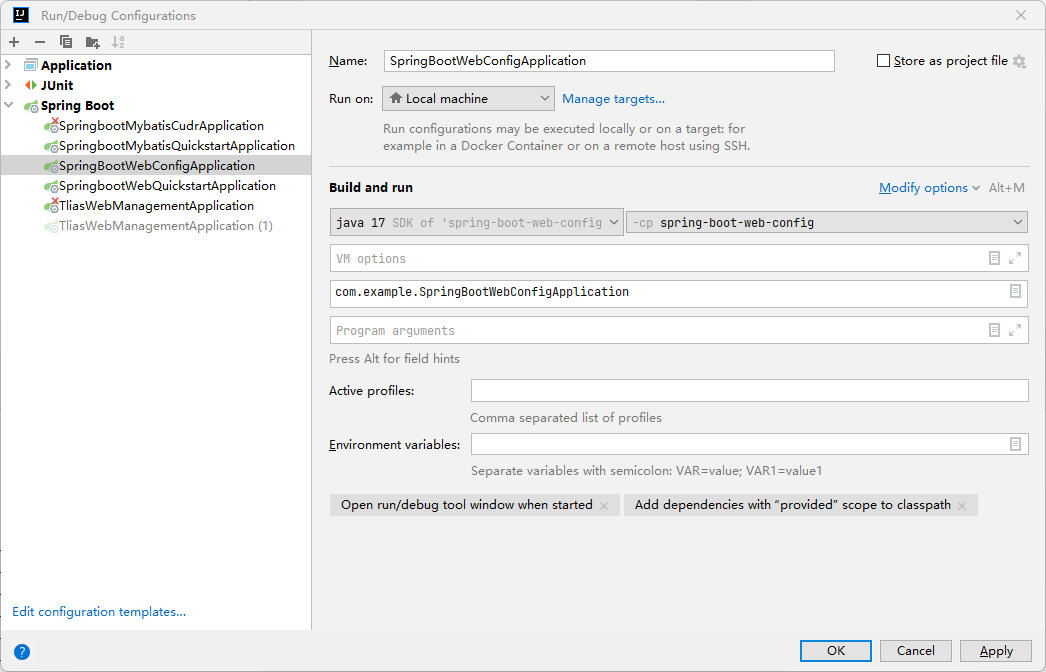 Run/Debug Configurations
Application
JUnit
Spring Boot
SpringbootMybatisCudrApplication
SpringbootMybatisQuickstartApplication
SpringBootWebConfigApplication
SpringbootWebQuickstartApplication
TliasWebManagementApplication
TliasWebManagementApplication (1)
Edit configuration templates...
Name: SpringBootWebConfigApplication Store as project file
Run on: Local machine Manage targets...
Run configurations may be executed locally or on a target: for
example in a Docker Container or on a remote host using SSH.
Build and run Modify options Alt+M
java 17 SDK of 'spring-boot-web-config -cp spring-boot-web-config
VM options
com.example.SpringBootWebConfigApplication
Program arguments
Press Alt for field hints
Active profiles:
Comma separated list of profiles
Environment variables:
Separate variables with semicolon: VAR=value; VAR1=value1
Open run/debug tool window when started × Add dependencies with “provided” scope to classpath ×
? OK Cancel Apply